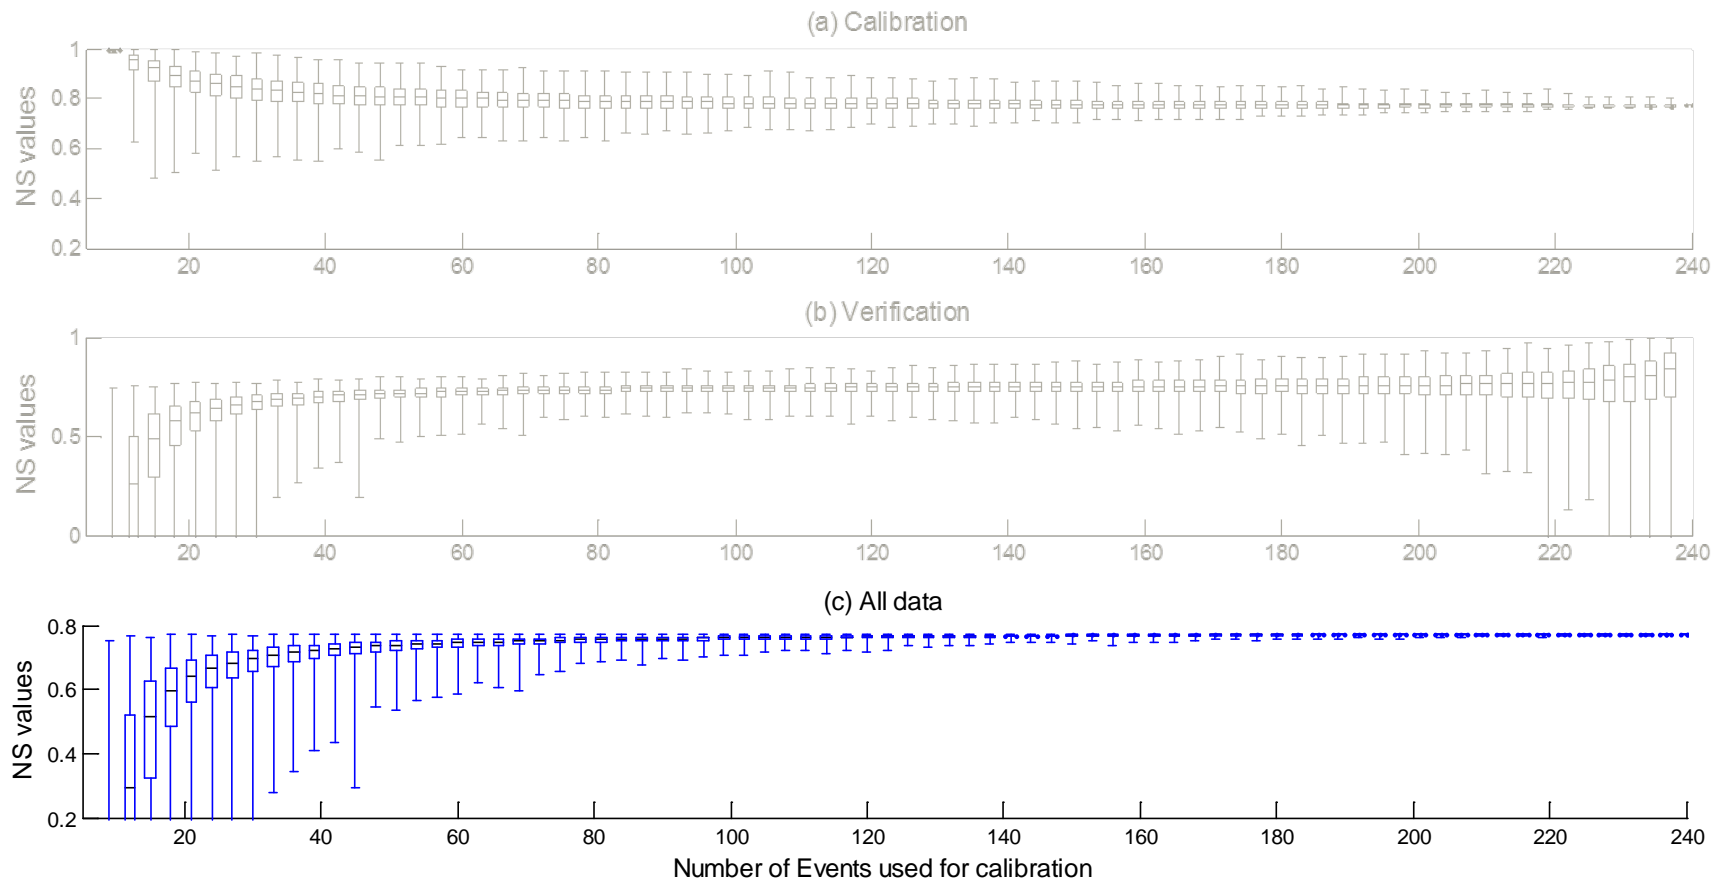 (a) Calibration
1
0.8
0.6
0.4
0.2
NS values
20 40 60 80 100 120 140 160 180 200 220 240
(b) Verification
1
0.5
0
NS values
20 40 60 80 100 120 140 160 180 200 220 240
(c) All data
0.8
0.6
0.4
0.2
NS values
20 40 60 80 100 120 140 160 180 200 220 240
Number of Events used for calibration